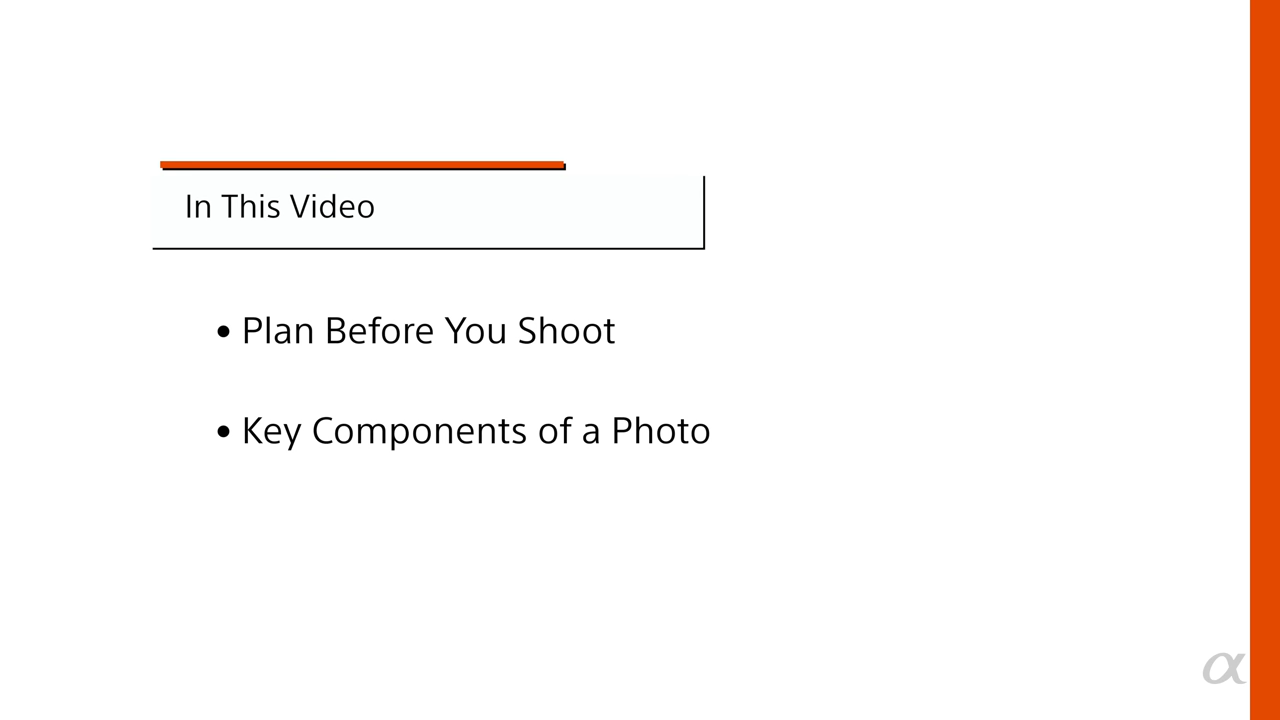 In This Video
• Plan Before You Shoot
• Key Components of a Photo
α